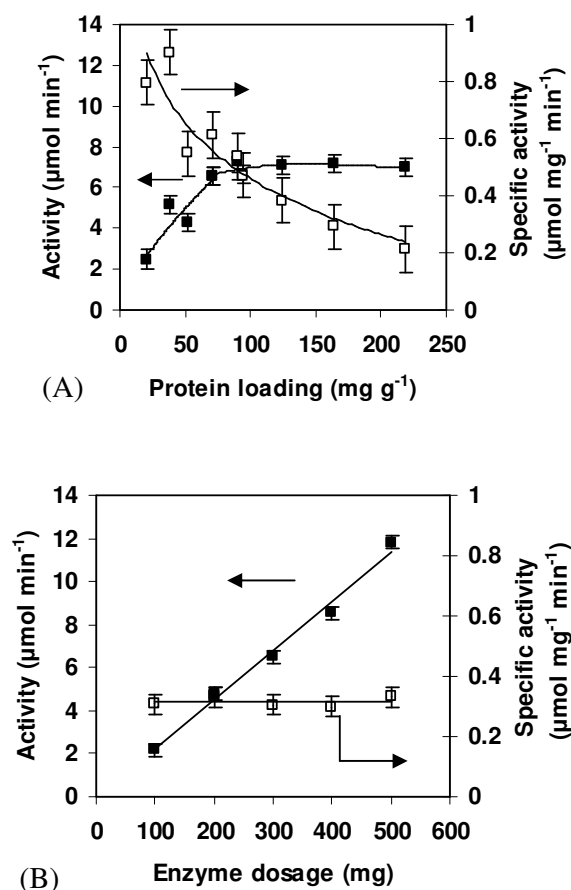 14
12
10
8
6
4
2
0
Activity (µmol min-1)
1
0.8
0.6
0.4
0.2
0
Specific activity
(µmol mg-1 min-1)
0 50 100 150 200 250
(A) Protein loading (mg g-1)
14
12
10
8
6
4
2
0
Activity (µmol min-1)
1
0.8
0.6
0.4
0.2
0
Specific activity
(µmol mg-1 min-1)
0 100 200 300 400 500 600
(B) Enzyme dosage (mg)